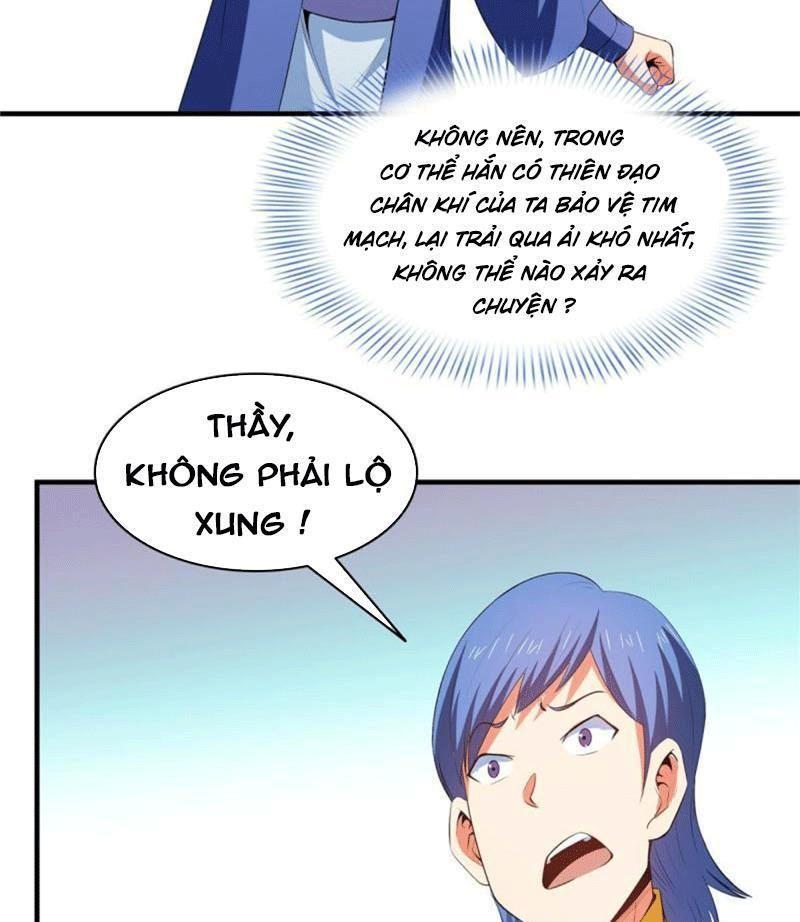 KHÔNG NÊN, TRONG
CƠ THỂ HẮN CÓ THIÊN ĐẠO
CHÂN KHÍ CỦA TA BẢO VỆ TIM
MẠCH, LẠI TRẢI QUA ẢI KHÓ NHẤT,
KHÔNG THỂ NÀO XẢY RA
CHUYỆN ?
THẦY,
KHÔNG PHẢI LỘ
XUNG !